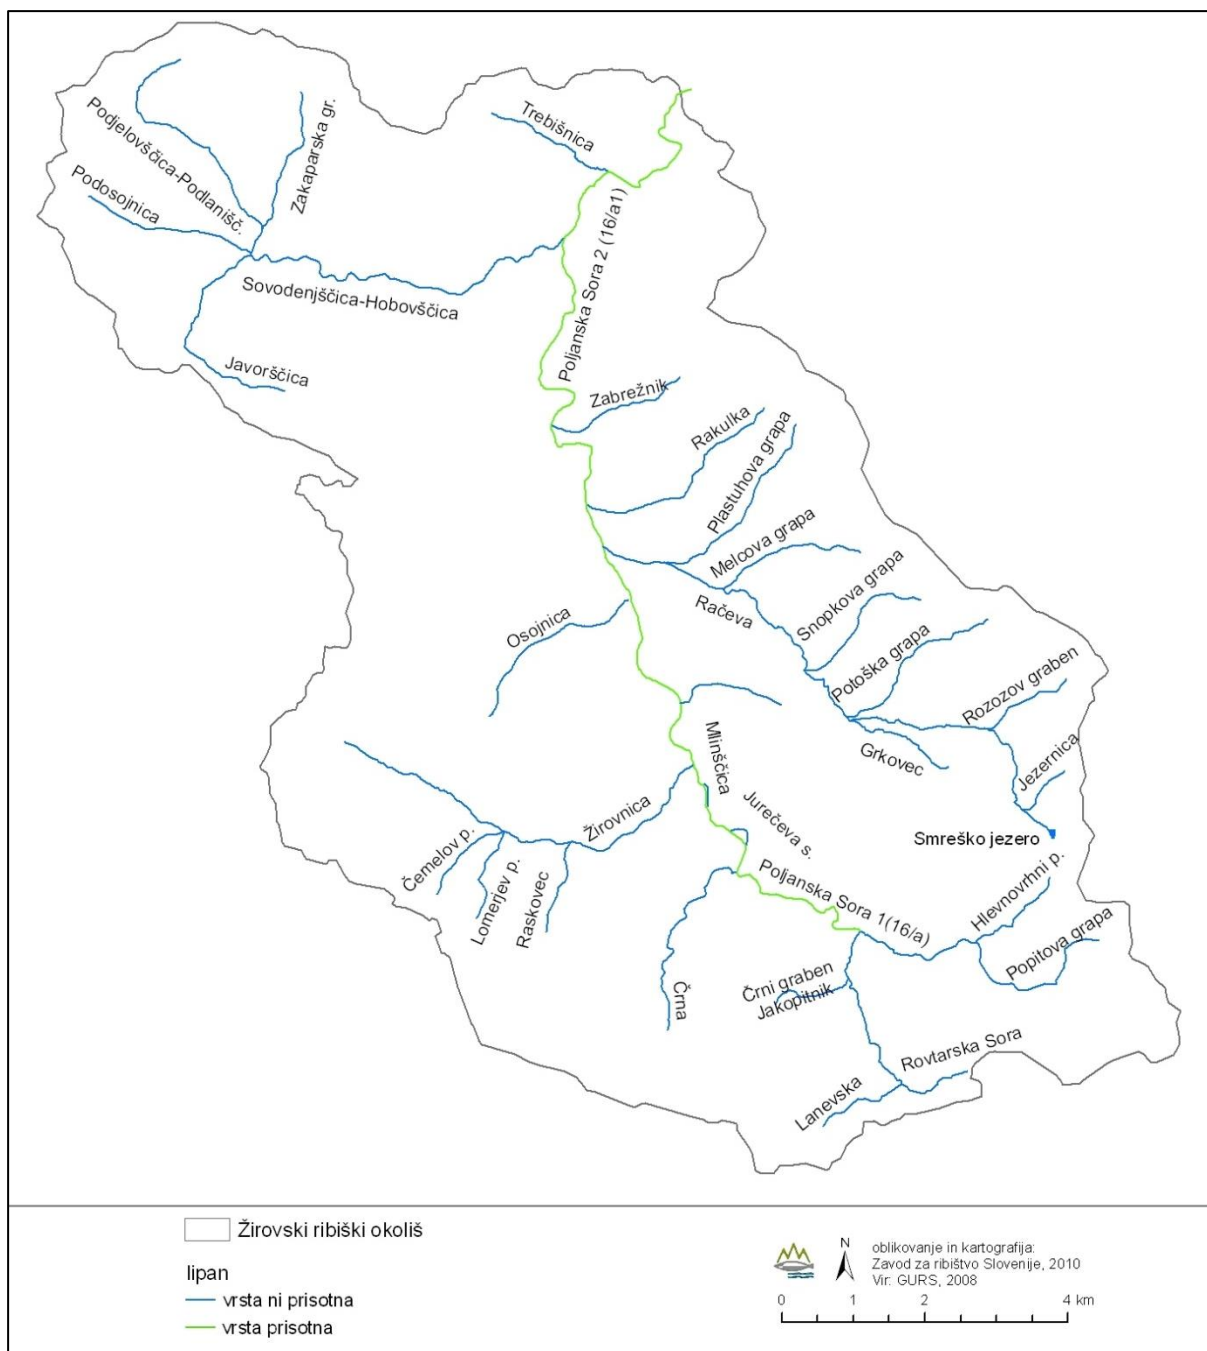 Trebišnica
Podjelovščica-Podlanišč.
Zakaparska gr.
Podosojnica
Poljanska Sora 2 (16/a1)
Sovodenjščica-Hobovščica
Javorščica
Zabrežnik
Rakulka
Plastuhova grapa
Melcova grapa
Snopkova grapa
Račeva
Osojnica
Potoška grapa
Rozozov graben
Grkovec
Mlinščica
Jezernica
Žirovnica
Jurečeva s.
Smreško jezero
Čemelov p.
Lomerjev p.
Raskovec
Poljanska Sora 1(16/a)
Hlevnovrhni p.
Popitova grapa
Črna
Črni graben
Jakopitnik
Rovtarska Sora
Lanevska
Žirovski ribiški okoliš
lipan
vrsta ni prisotna
vrsta prisotna
N
oblikovanje in kartografija:
Zavod za ribištvo Slovenije, 2010
Vir: GURS, 2008
0 1 2 4 km